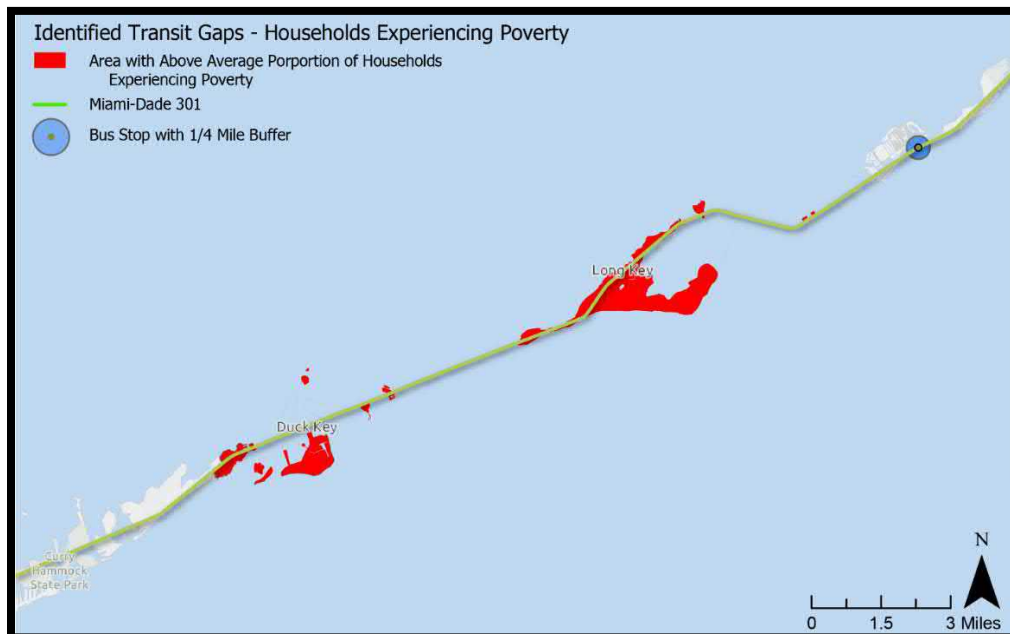 Identified Transit Gaps - Households Experiencing Poverty
Area with Above Average Porportion of Households
Experiencing Poverty
Miami-Dade 301
Bus Stop with 1/4 Mile Buffer
Long Key
Duck Key
Curry
Hammock
State Park
N
0 1.5 3 Miles